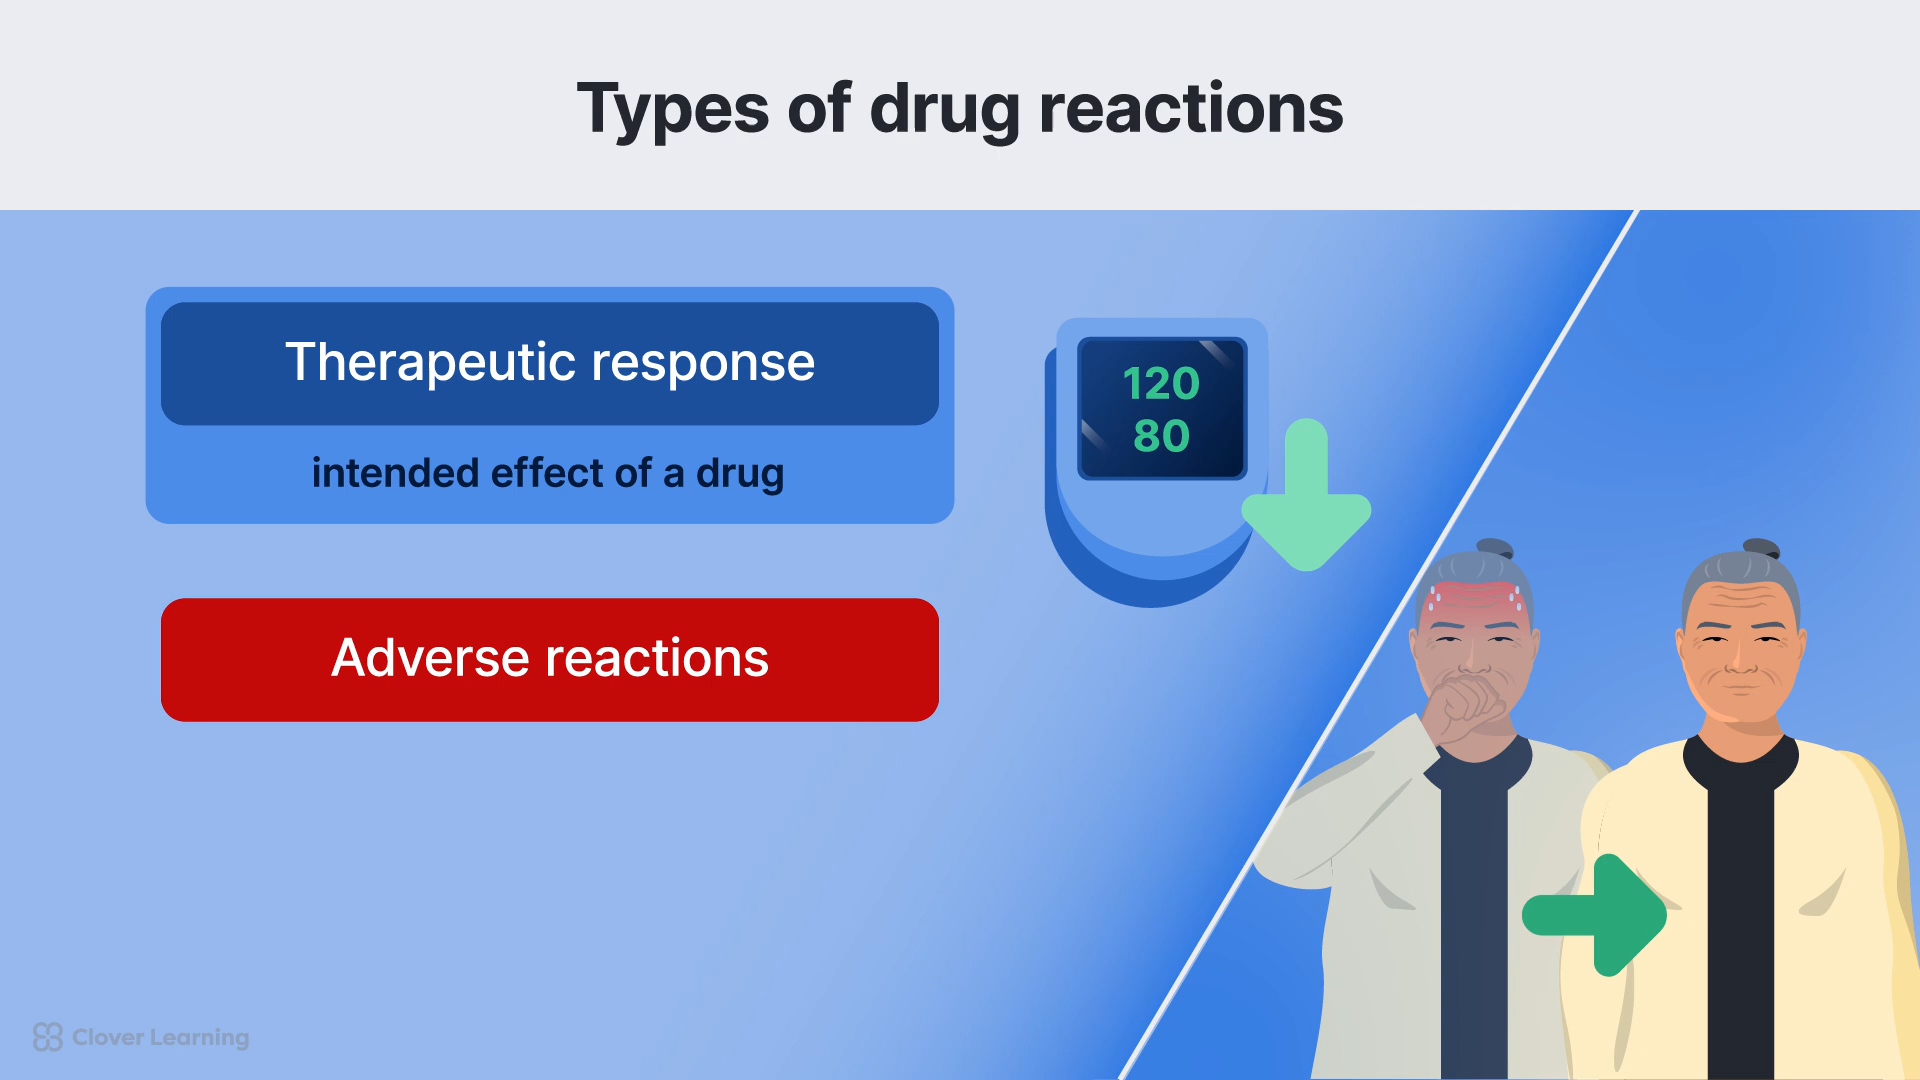 Types of drug reactions
Therapeutic response
intended effect of a drug
120
80
Adverse reactions
Clover Learning